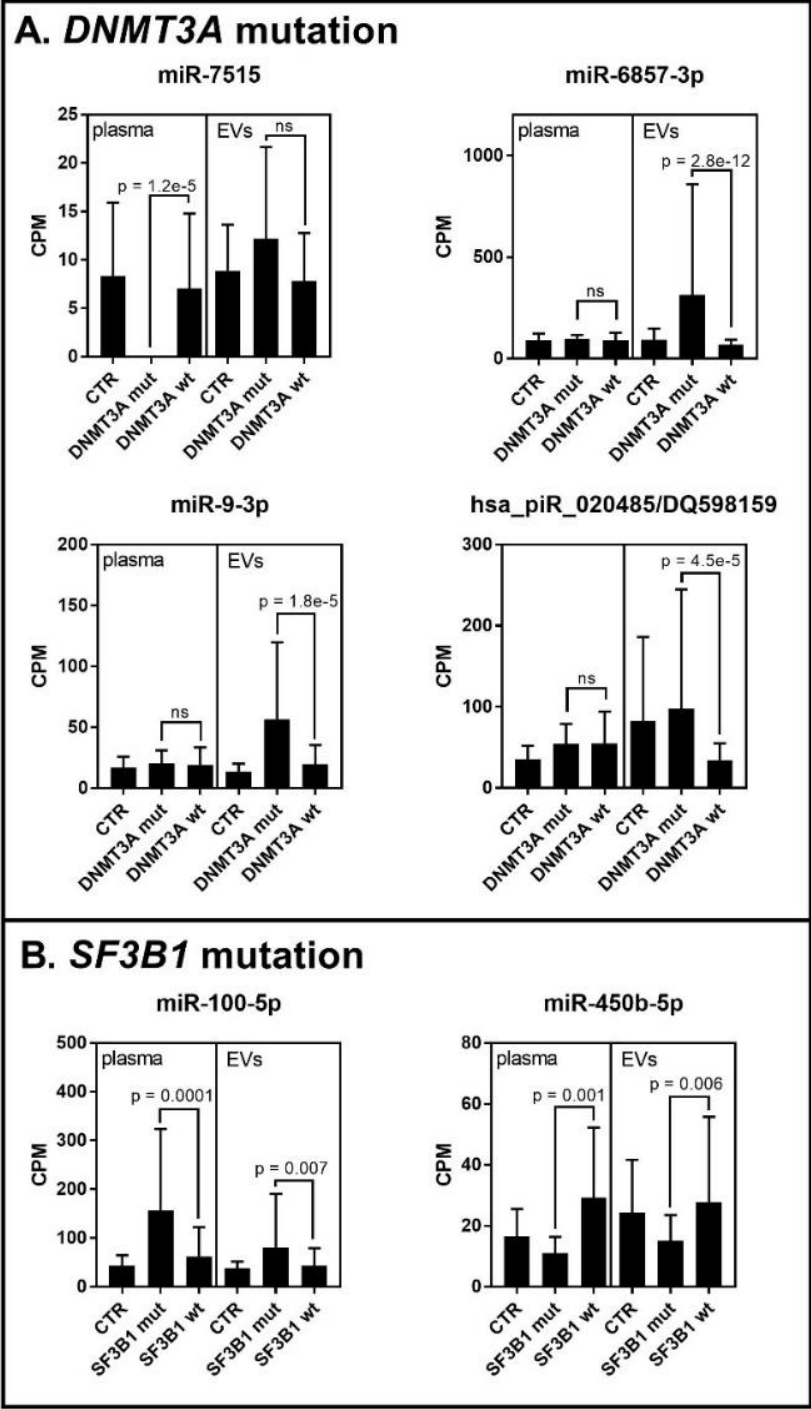 A. DNMT3A mutation
miR-7515
25
20
15
10
5
0
CPM
plasma
EVs
p = 1.2e-5
ns
CTR
DNMT3A mut
DNMT3A wt
CTR
DNMT3A mut
DNMT3A wt
miR-6857-3p
1000
500
0
CPM
plasma
EVs
ns
p = 2.8e-12
CTR
DNMT3A mut
DNMT3A wt
CTR
DNMT3A mut
DNMT3A wt
miR-9-3p
200
150
100
50
0
CPM
plasma
EVs
ns
p = 1.8e-5
CTR
DNMT3A mut
DNMT3A wt
CTR
DNMT3A mut
DNMT3A wt
hsa_piR_020485/DQ598159
300
200
100
0
CPM
ns
p = 4.5e-5
CTR
DNMT3A mut
DNMT3A wt
CTR
DNMT3A mut
DNMT3A wt
B. SF3B1 mutation
miR-100-5p
500
400
300
200
100
0
CPM
plasma
EVs
p = 0.0001
p = 0.007
CTR
SF3B1 mut
SF3B1 wt
CTR
SF3B1 mut
SF3B1 wt
miR-450b-5p
80
60
40
20
0
CPM
plasma
EVs
p = 0.001
p = 0.006
CTR
SF3B1 mut
SF3B1 wt
CTR
SF3B1 mut
SF3B1 wt